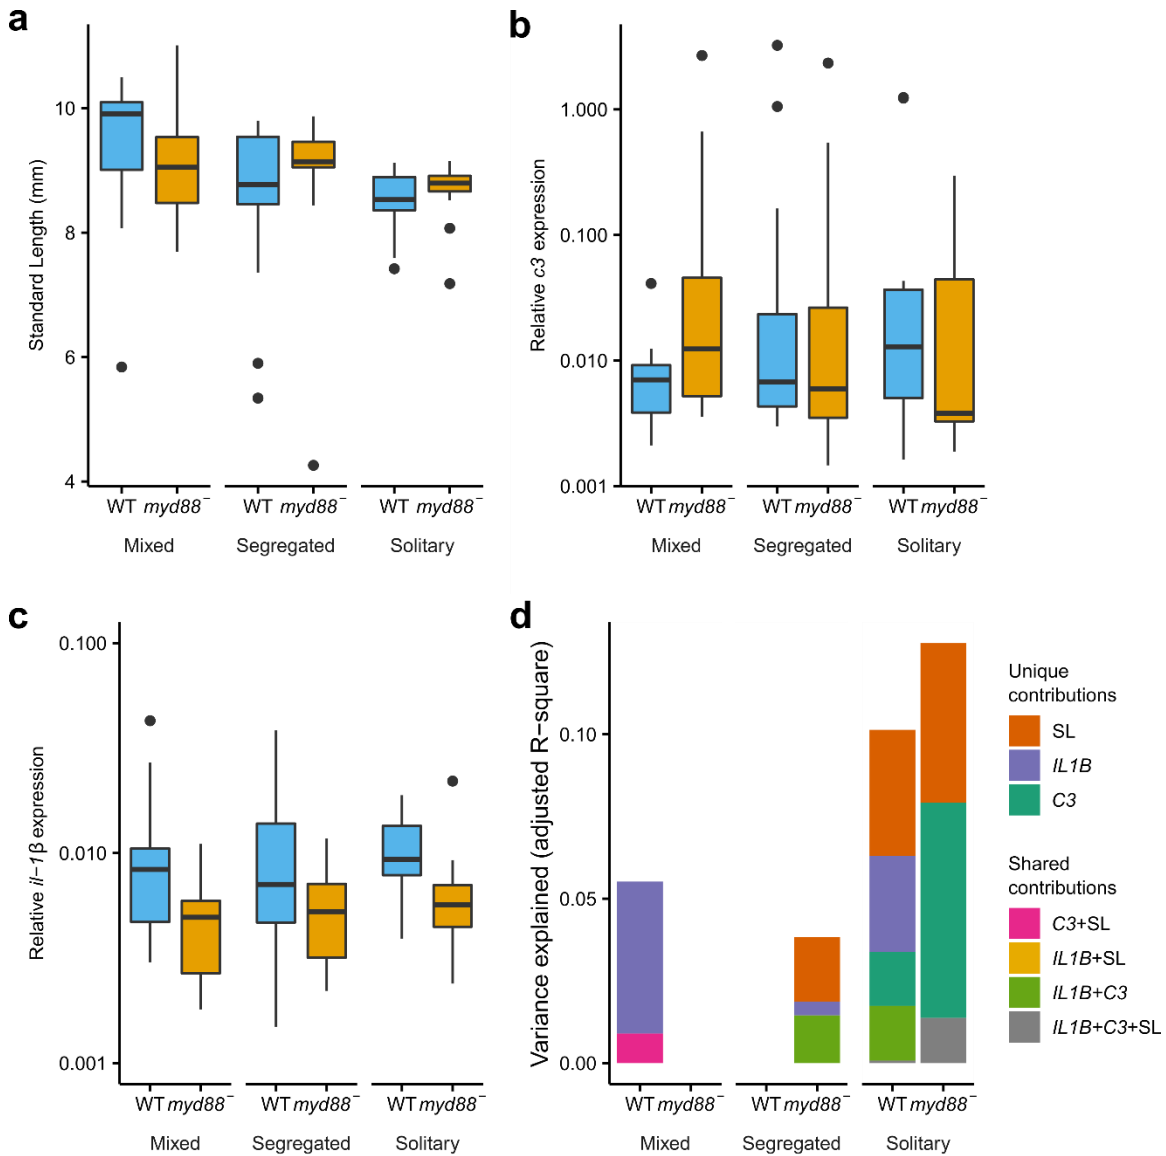 a
Standard Length (mm)
10
8
6
4
WT myd88⁻ WT myd88⁻ WT myd88⁻
Mixed Segregated Solitary
b
Relative c3 expression
1.000
0.100
0.010
0.001
WT myd88⁻ WT myd88⁻ WT myd88⁻
Mixed Segregated Solitary
c
Relative il−1β expression
0.100
0.010
0.001
WT myd88⁻ WT myd88⁻ WT myd88⁻
Mixed Segregated Solitary
d
Variance explained (adjusted R−square)
0.10
0.05
0.00
WT myd88⁻ WT myd88⁻ WT myd88⁻
Mixed Segregated Solitary
Unique
contributions
SL
IL1B
C3
Shared
contributions
C3+SL
IL1B+SL
IL1B+C3
IL1B+C3+SL